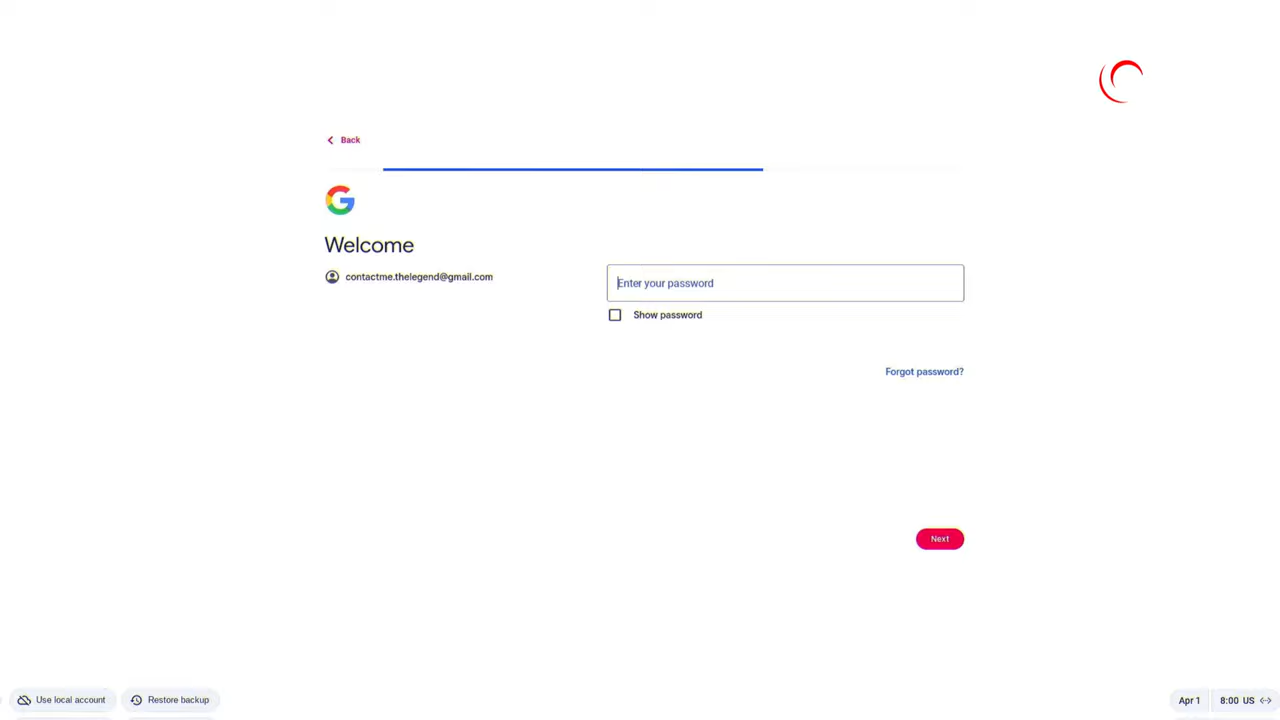 Back
Welcome
contactme.thelegend@gmail.com
Enter your password
Show password
Forgot password?
Next
Use local account
Restore backup
Apr 1
8:00 US